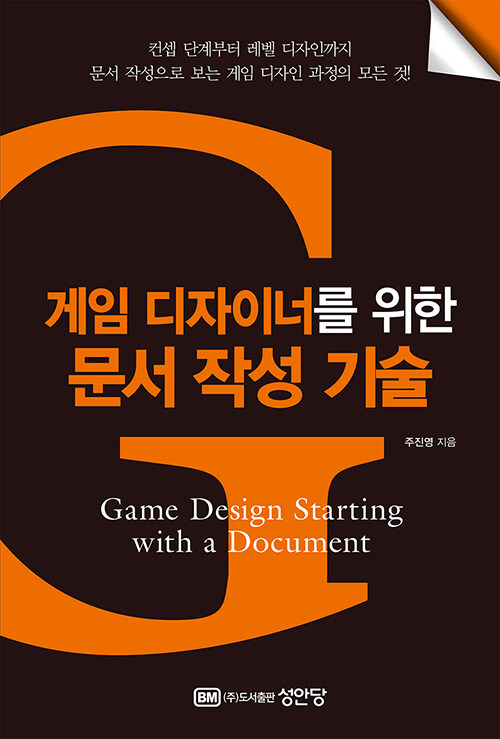 컨셉 단계부터 레벨 디자인까지
문서 작성으로 보는 게임 디자인 과정의 모든 것!
게임 디자이너를 위한
문서 작성 기술
주진영 지음
Game Design Starting
with a Document
BM (주)도서출판 성안당